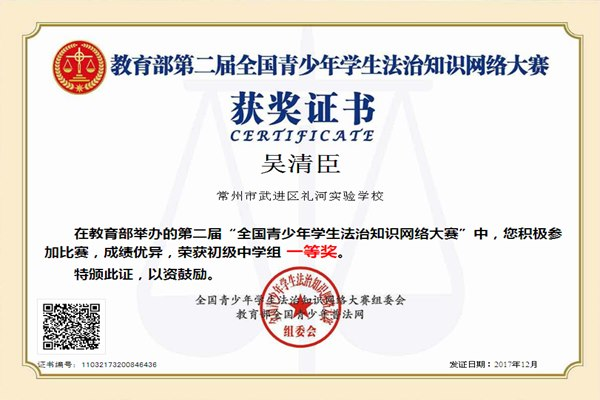 教育部第二届全国青少年学生法治知识网络大赛
获奖证书
CERTIFICATE
吴清臣
常州市武进区礼河实验学校
在教育部举办的第二届“全国青少年学生法治知识网络大赛”中，您积极参
加比赛，成绩优异，荣获初级中学组 一等奖。
特颁此证，以资鼓励。
全国青少年学生法治知识网络大赛组委会
教育部全国青少年普法网
组委会
证书编号：11032173200846436
发证日期：2017年12月